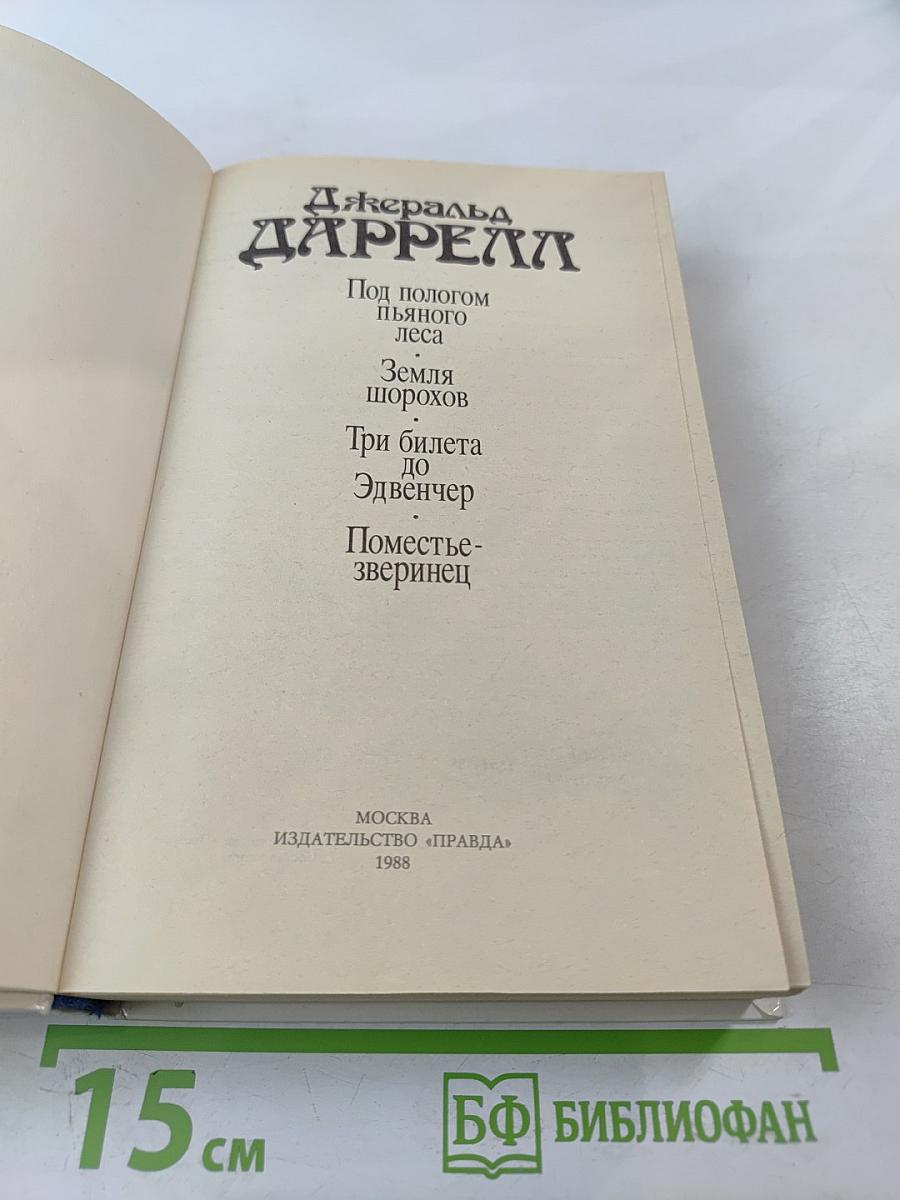 Джеральд
ДАРРЕЛЛ
Под пологом
пьяного
леса
·
Земля
шорохов
·
Три билета
до
Эдвенчер
·
Поместье-
зверинец
МОСКВА
ИЗДАТЕЛЬСТВО «ПРАВДА»
1988
15 см
БФ БИБЛИОФАН